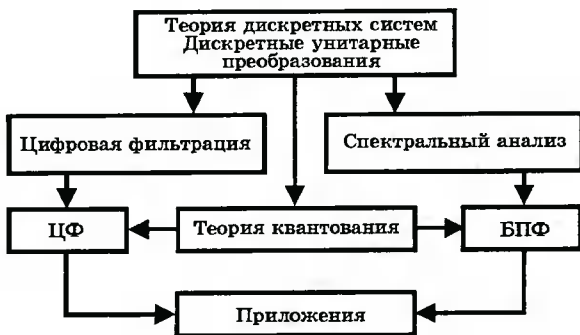 Теория дискретных систем
Дискретные унитарные
преобразования
Цифровая фильтрация
Спектральный анализ
ЦФ
Теория квантования
БПФ
Приложения